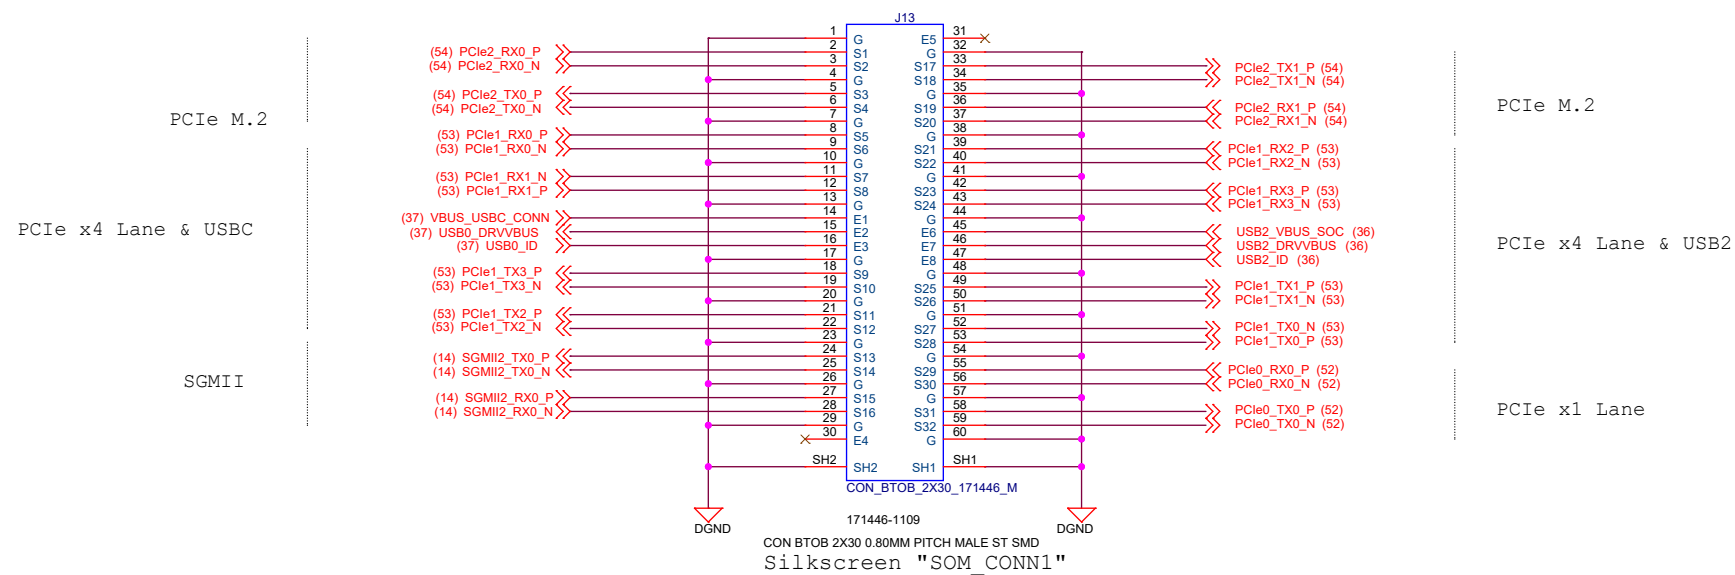 J13
1 G E5 31
2 S1 G 32
(54) PCIe2_RX0_P 3 S2 S17 33 PCIe2_TX1_P (54)
(54) PCIe2_RX0_N 4 G S18 34 PCIe2_TX1_N (54)
(54) PCIe2_TX0_P 5 S3 G 35
(54) PCIe2_TX0_N 6 S4 S19 36 PCIe2_RX1_P (54)
PCIe M.2 7 G S20 37 PCIe2_RX1_N (54) PCIe M.2
(53) PCIe1_RX0_P 8 S5 G 38
(53) PCIe1_RX0_N 9 S6 S21 39 PCIe1_RX2_P (53)
10 G S22 40 PCIe1_RX2_N (53)
(53) PCIe1_RX1_N 11 S7 G 41
(53) PCIe1_RX1_P 12 S8 S23 42 PCIe1_RX3_P (53)
13 G S24 43 PCIe1_RX3_N (53)
(37) VBUS_USBC_CONN 14 E1 G 44
PCIe x4 Lane & USBC (37) USB0_DRVVBUS 15 E2 E6 45 USB2_VBUS_SOC (36)
(37) USB0_ID 16 E3 E7 46 USB2_DRVVBUS (36) PCIe x4 Lane & USB2
17 G E8 47 USB2_ID (36)
(53) PCIe1_TX3_P 18 S9 G 48
(53) PCIe1_TX3_N 19 S10 S25 49 PCIe1_TX1_P (53)
20 G S26 50 PCIe1_TX1_N (53)
(53) PCIe1_TX2_P 21 S11 G 51
(53) PCIe1_TX2_N 22 S12 S27 52 PCIe1_TX0_N (53)
23 G S28 53 PCIe1_TX0_P (53)
(14) SGMII2_TX0_P 24 S13 G 54
(14) SGMII2_TX0_N 25 S14 S29 55 PCIe0_RX0_P (52)
SGMII 26 G S30 56 PCIe0_RX0_N (52)
(14) SGMII2_RX0_P 27 S15 G 57
(14) SGMII2_RX0_N 28 S16 S31 58 PCIe0_TX0_P (52) PCIe x1 Lane
29 G S32 59 PCIe0_TX0_N (52)
30 E4 G 60
SH2 SH2 SH1 SH1
CON_BTOB_2X30_171446_M
DGND 171446-1109 DGND
CON BTOB 2X30 0.80MM PITCH MALE ST SMD
Silkscreen "SOM_CONN1"